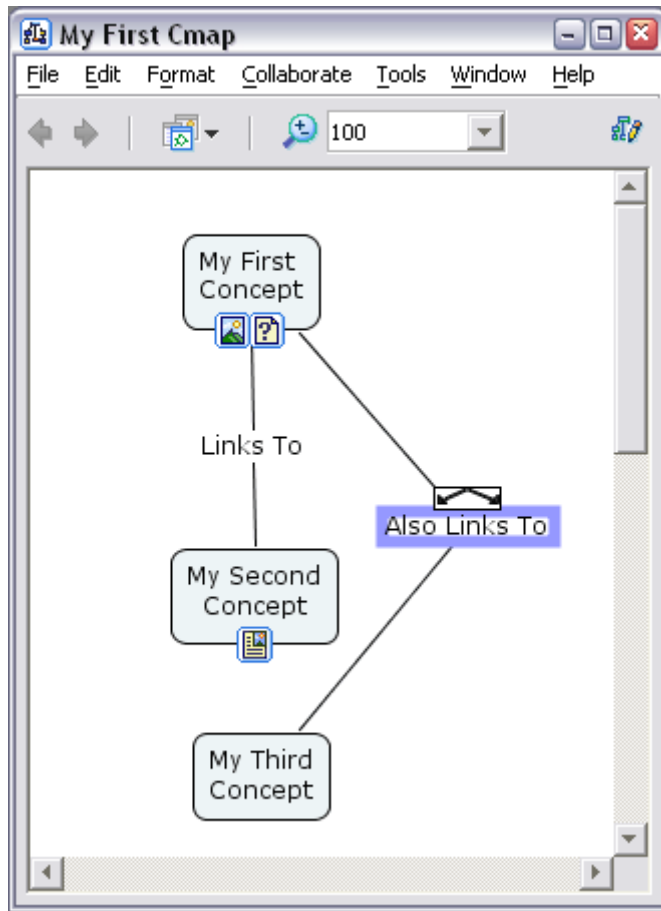 My First Cmap
File Edit Format Collaborate Tools Window Help
100
My First
Concept
Links To
Also Links To
My Second
Concept
My Third
Concept